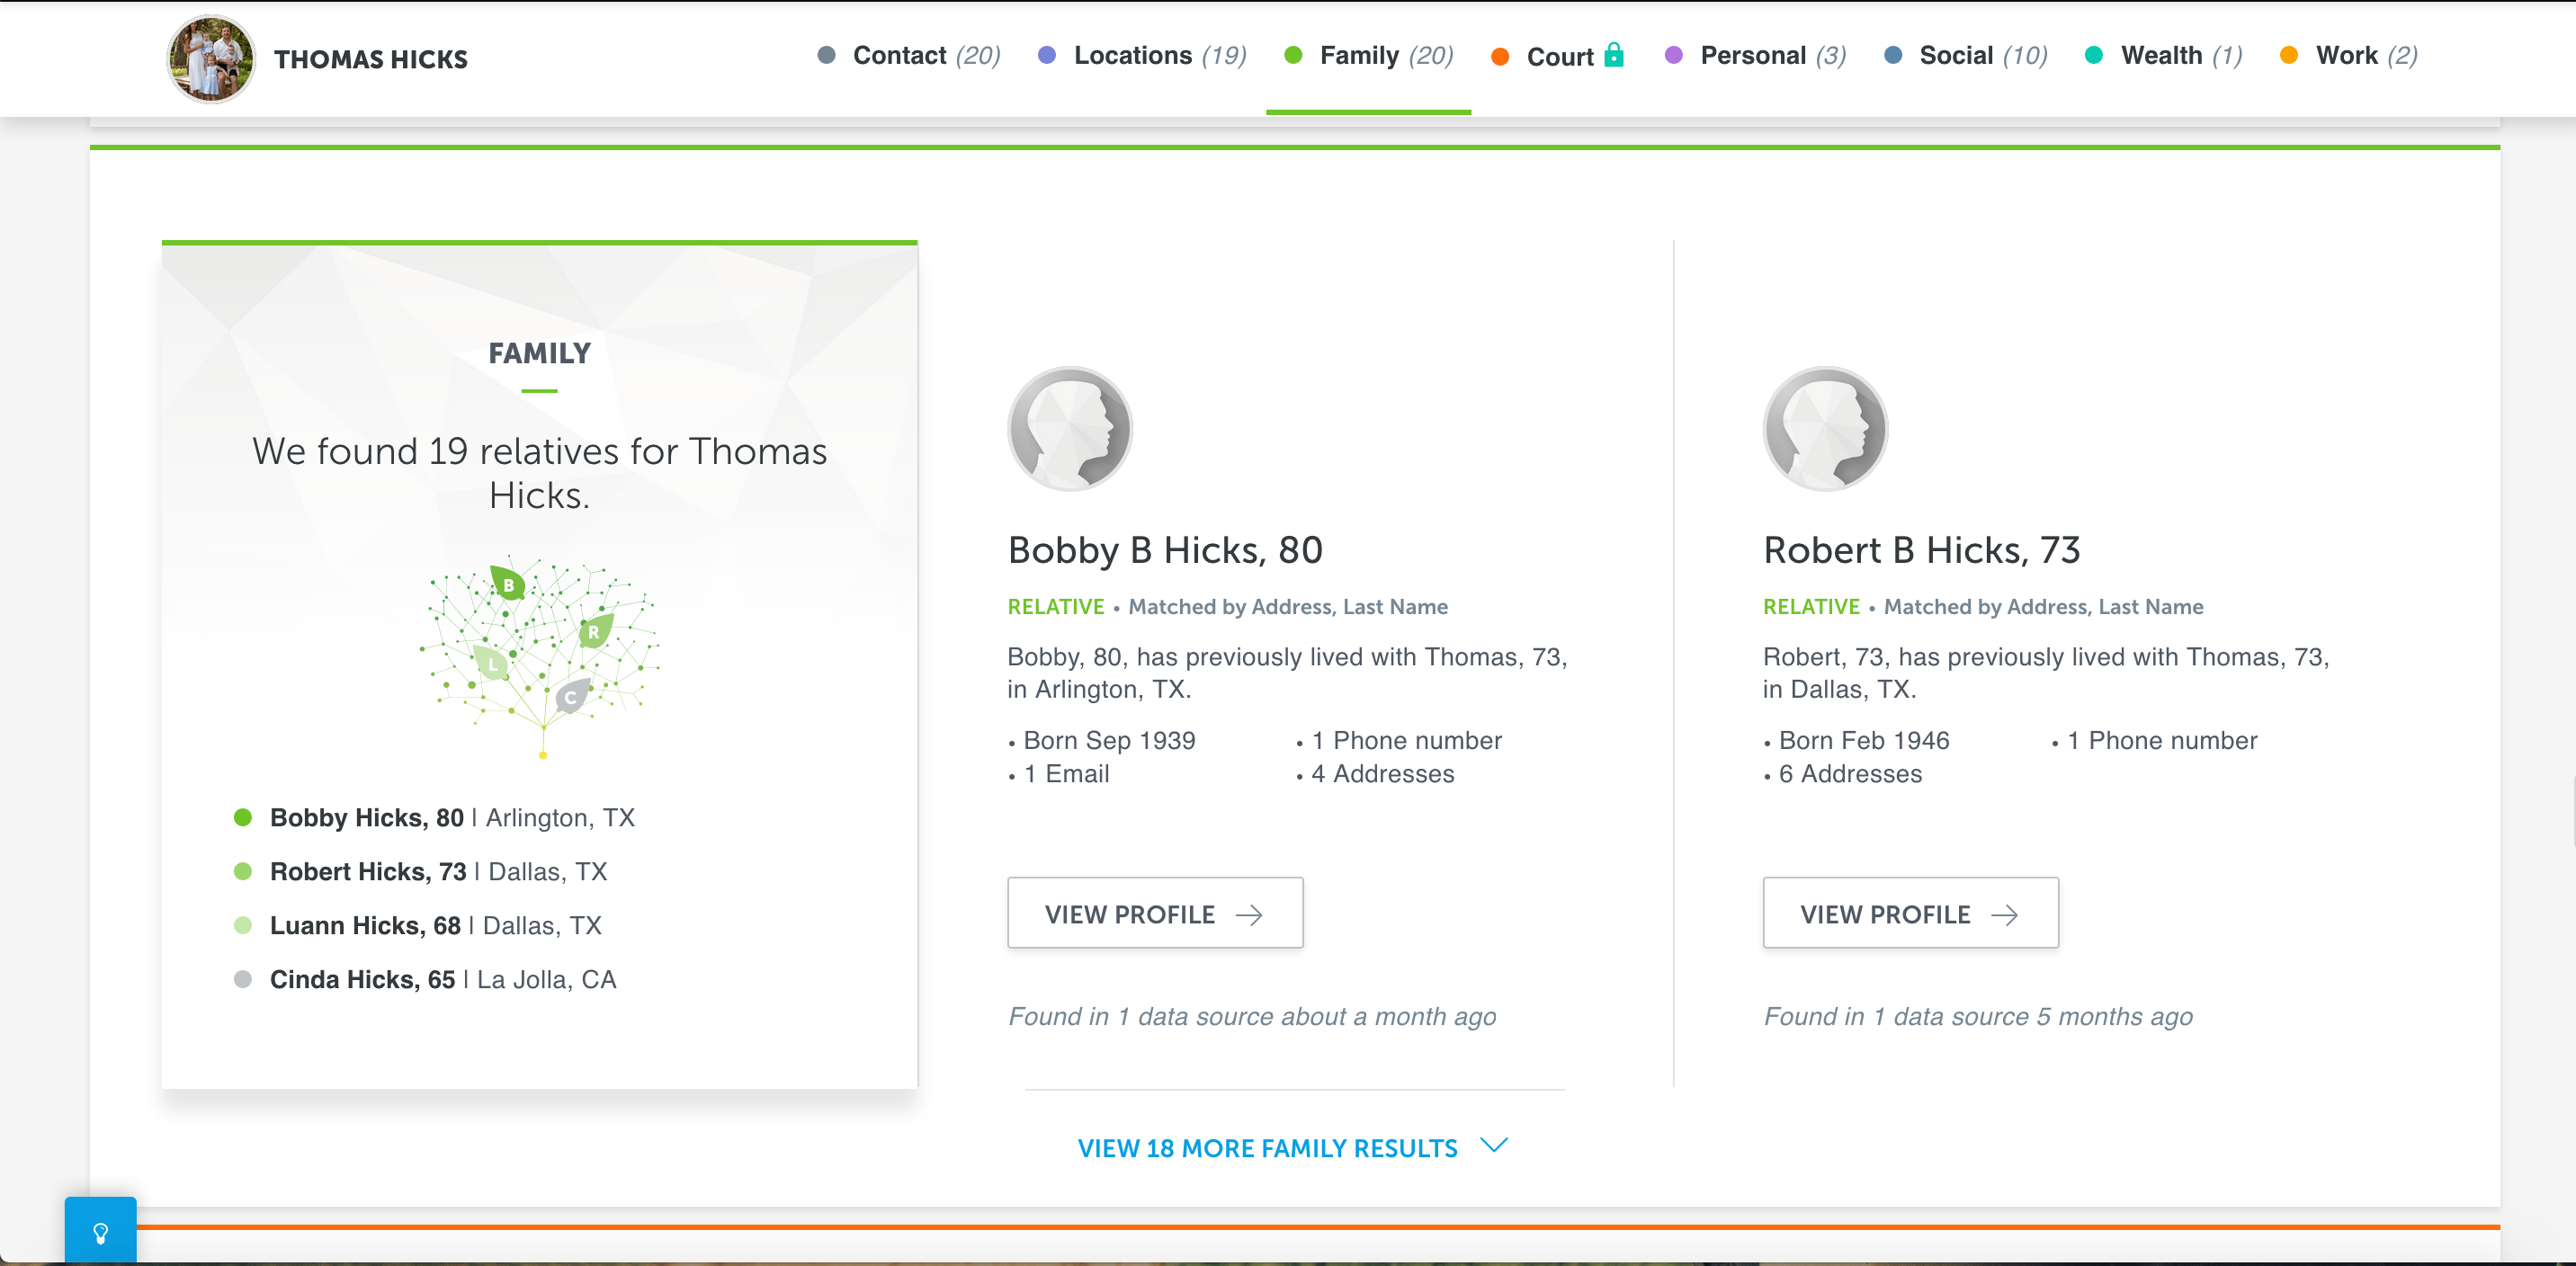 THOMAS HICKS
Contact (20)
Locations (19)
Family (20)
Court
Personal (3)
Social (10)
Wealth (1)
Work (2)
FAMILY
We found 19 relatives for Thomas
Hicks.
B
R
L
C
Bobby Hicks, 80 | Arlington, TX
Robert Hicks, 73 | Dallas, TX
Luann Hicks, 68 | Dallas, TX
Cinda Hicks, 65 | La Jolla, CA
Bobby B Hicks, 80
RELATIVE • Matched by Address, Last Name
Bobby, 80, has previously lived with Thomas, 73,
in Arlington, TX.
• Born Sep 1939
• 1 Phone number
• 1 Email
• 4 Addresses
VIEW PROFILE
Found in 1 data source about a month ago
Robert B Hicks, 73
RELATIVE • Matched by Address, Last Name
Robert, 73, has previously lived with Thomas, 73,
in Dallas, TX.
• Born Feb 1946
• 1 Phone number
• 6 Addresses
VIEW PROFILE
Found in 1 data source 5 months ago
VIEW 18 MORE FAMILY RESULTS